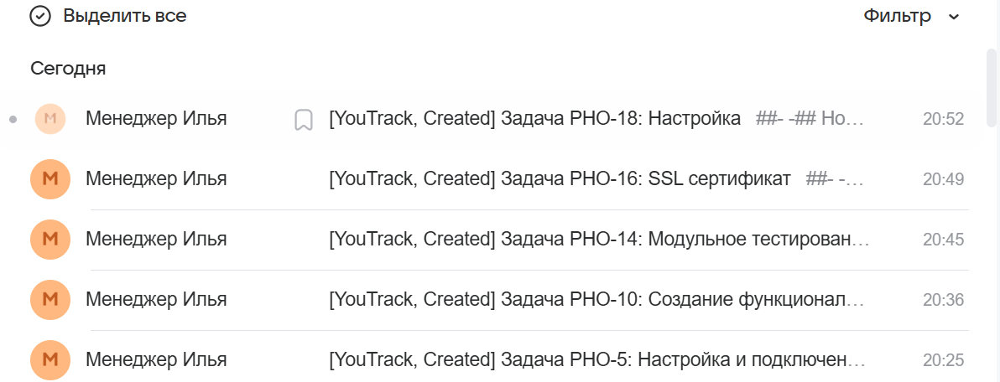 Выделить все Фильтр
Сегодня
М Менеджер Илья [YouTrack, Created] Задача PHO-18: Настройка ##- -## Но... 20:52
М Менеджер Илья [YouTrack, Created] Задача PHO-16: SSL сертификат ##- -... 20:49
М Менеджер Илья [YouTrack, Created] Задача PHO-14: Модульное тестирован... 20:45
М Менеджер Илья [YouTrack, Created] Задача PHO-10: Создание функционал... 20:36
М Менеджер Илья [YouTrack, Created] Задача PHO-5: Настройка и подключен... 20:25